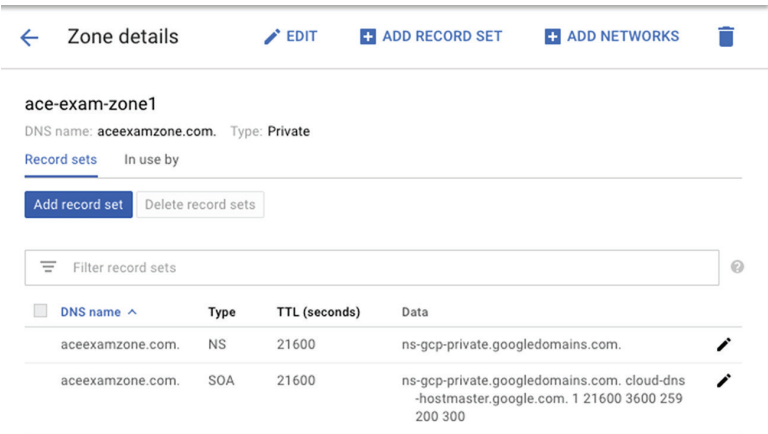 Zone details EDIT ADD RECORD SET ADD NETWORKS
ace-exam-zone1
DNS name: aceexamzone.com. Type: Private
Record sets In use by
Add record set Delete record sets
Filter record sets
DNS name Type TTL (seconds) Data
aceexamzone.com. NS 21600 ns-gcp-private.googledomains.com.
aceexamzone.com. SOA 21600 ns-gcp-private.googledomains.com. cloud-dns
-hostmaster.google.com. 1 21600 3600 259
200 300